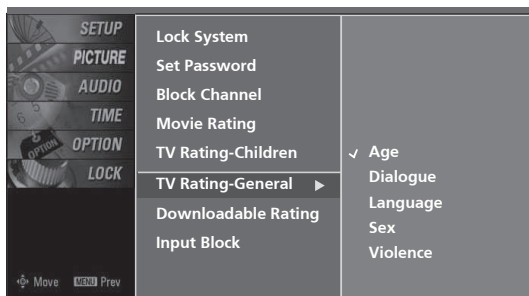 SETUP
PICTURE
AUDIO
TIME
OPTION
LOCK
Move MENU Prev
Lock System
Set Password
Block Channel
Movie Rating
TV Rating-Children
TV Rating-General
Downloadable Rating
Input Block
Age
Dialogue
Language
Sex
Violence